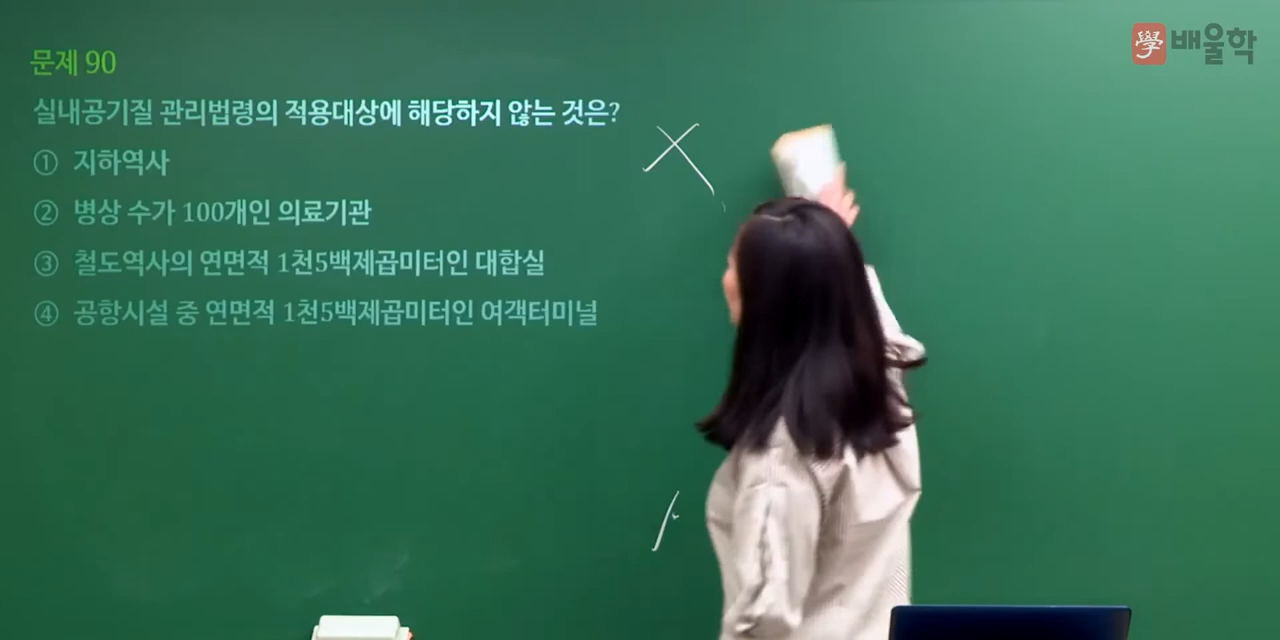 學 배울학
문제 90
실내공기질 관리법령의 적용대상에 해당하지 않는 것은?
① 지하역사
② 병상 수가 100개인 의료기관
③ 철도역사의 연면적 1천5백제곱미터인 대합실
④ 공항시설 중 연면적 1천5백제곱미터인 여객터미널